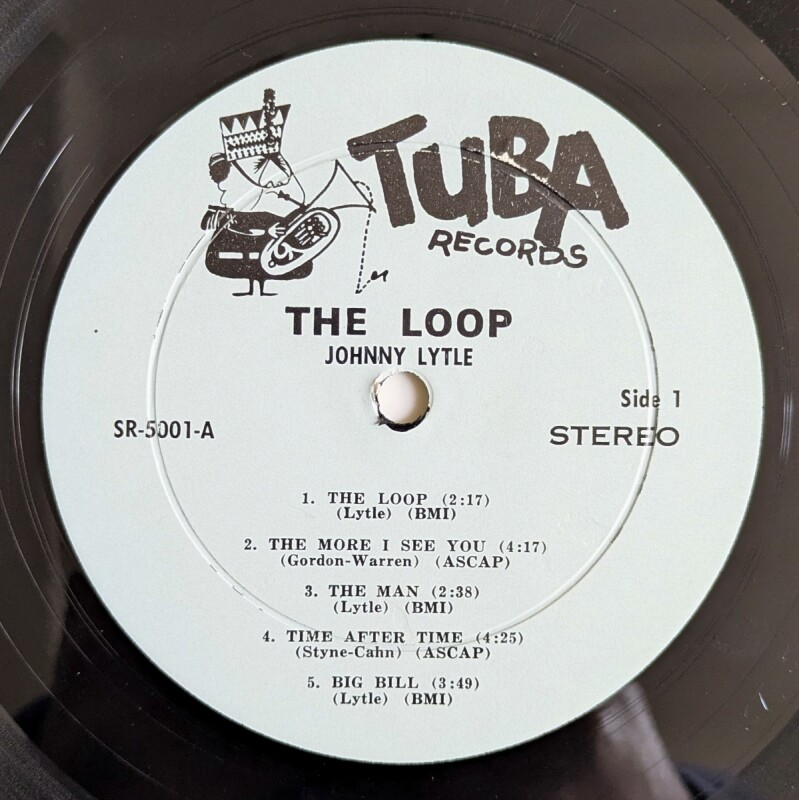 TUBA
RECORDS
THE LOOP
JOHNNY LYTLE
Side 1
SR-5001-A
STEREO
1. THE LOOP (2:17)
(Lytle) (BMI)
2. THE MORE I SEE YOU (4:17)
(Gordon-Warren) (ASCAP)
3. THE MAN (2:38)
(Lytle) (BMI)
4. TIME AFTER TIME (4:25)
(Styne-Cahn) (ASCAP)
5. BIG BILL (3:49)
(Lytle) (BMI)